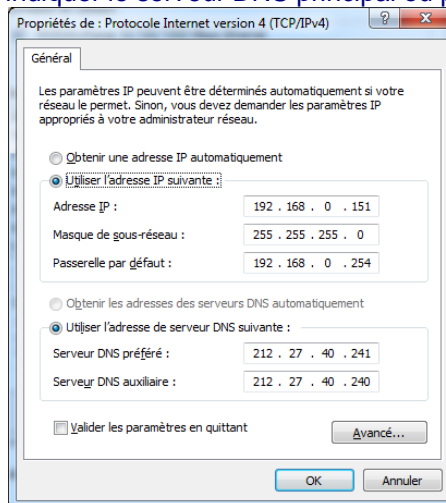 Propriétés de : Protocole Internet version 4 (TCP/IPv4)
Général
Les paramètres IP peuvent être déterminés automatiquement si votre
réseau le permet. Sinon, vous devez demander les paramètres IP
appropriés à votre administrateur réseau.
Obtenir une adresse IP automatiquement
Utiliser l'adresse IP suivante :
Adresse IP : 192 . 168 . 0 . 151
Masque de sous-réseau : 255 . 255 . 255 . 0
Passerelle par défaut : 192 . 168 . 0 . 254
Obtenir les adresses des serveurs DNS automatiquement
Utiliser l'adresse de serveur DNS suivante :
Serveur DNS préféré : 212 . 27 . 40 . 241
Serveur DNS auxiliaire : 212 . 27 . 40 . 240
Valider les paramètres en quittant
Avancé...
OK Annuler